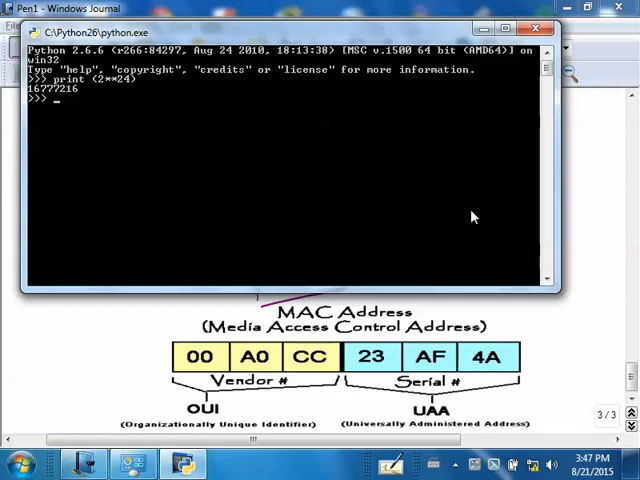 Pen1 - Windows Journal
C:\Python26\python.exe
Python 2.6.6 (r266:84297, Aug 24 2010, 18:13:38) [MSC v.1500 64 bit (AMD64)] on
win32
Type "help", "copyright", "credits" or "license" for more information.
>>> print (2**24)
16777216
>>> _
MAC Address
(Media Access Control Address)
00 A0 CC 23 AF 4A
Vendor # Serial #
OUI UAA
(Organizationally Unique Identifier) (Universally Administered Address)
3 / 3
3:47 PM
8/21/2015